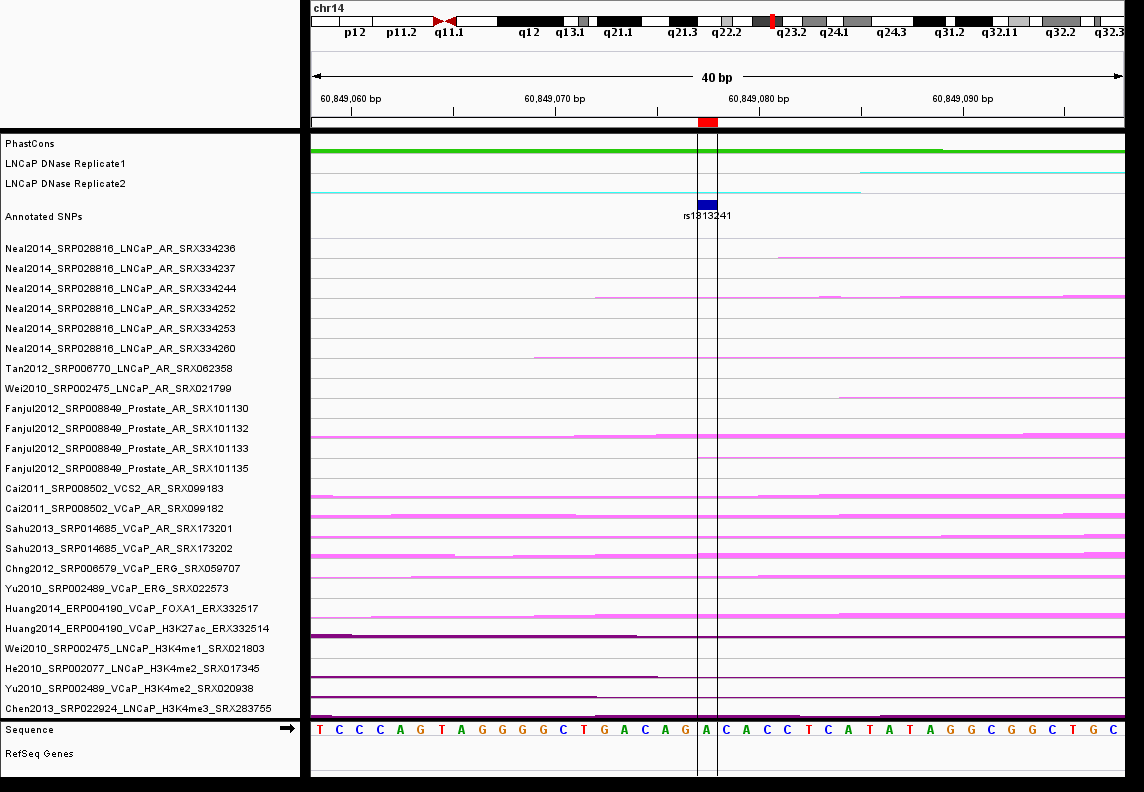 chr14
p12 p11.2 q11.1 q12 q13.1 q21.1 q21.3 q22.2 q23.2 q24.1 q24.3 q31.2 q32.11 q32.2 q32.3
40 bp
60,849,060 bp 60,849,070 bp 60,849,080 bp 60,849,090 bp
PhastCons
LNCaP DNase Replicate1
LNCaP DNase Replicate2
Annotated SNPs
rs1813241
Neal2014_SRP028816_LNCaP_AR_SRX334236
Neal2014_SRP028816_LNCaP_AR_SRX334237
Neal2014_SRP028816_LNCaP_AR_SRX334244
Neal2014_SRP028816_LNCaP_AR_SRX334252
Neal2014_SRP028816_LNCaP_AR_SRX334253
Neal2014_SRP028816_LNCaP_AR_SRX334260
Tan2012_SRP006770_LNCaP_AR_SRX062358
Wei2010_SRP002475_LNCaP_AR_SRX021799
Fanjul2012_SRP008849_Prostate_AR_SRX101130
Fanjul2012_SRP008849_Prostate_AR_SRX101132
Fanjul2012_SRP008849_Prostate_AR_SRX101133
Fanjul2012_SRP008849_Prostate_AR_SRX101135
Cai2011_SRP008502_VCS2_AR_SRX099183
Cai2011_SRP008502_VCaP_AR_SRX099182
Sahu2013_SRP014685_VCaP_AR_SRX173201
Sahu2013_SRP014685_VCaP_AR_SRX173202
Chng2012_SRP006579_VCaP_ERG_SRX059707
Yu2010_SRP002489_VCaP_ERG_SRX022573
Huang2014_ERP004190_VCaP_FOXA1_ERX332517
Huang2014_ERP004190_VCaP_H3K27ac_ERX332514
Wei2010_SRP002475_LNCaP_H3K4me1_SRX021803
He2010_SRP002077_LNCaP_H3K4me2_SRX017345
Yu2010_SRP002489_VCaP_H3K4me2_SRX020938
Chen2013_SRP022924_LNCaP_H3K4me3_SRX283755
Sequence T C C C A G T A G G G G C T G A C A G A C A C C T C A T A T A G G C G G C T G C
RefSeq Genes